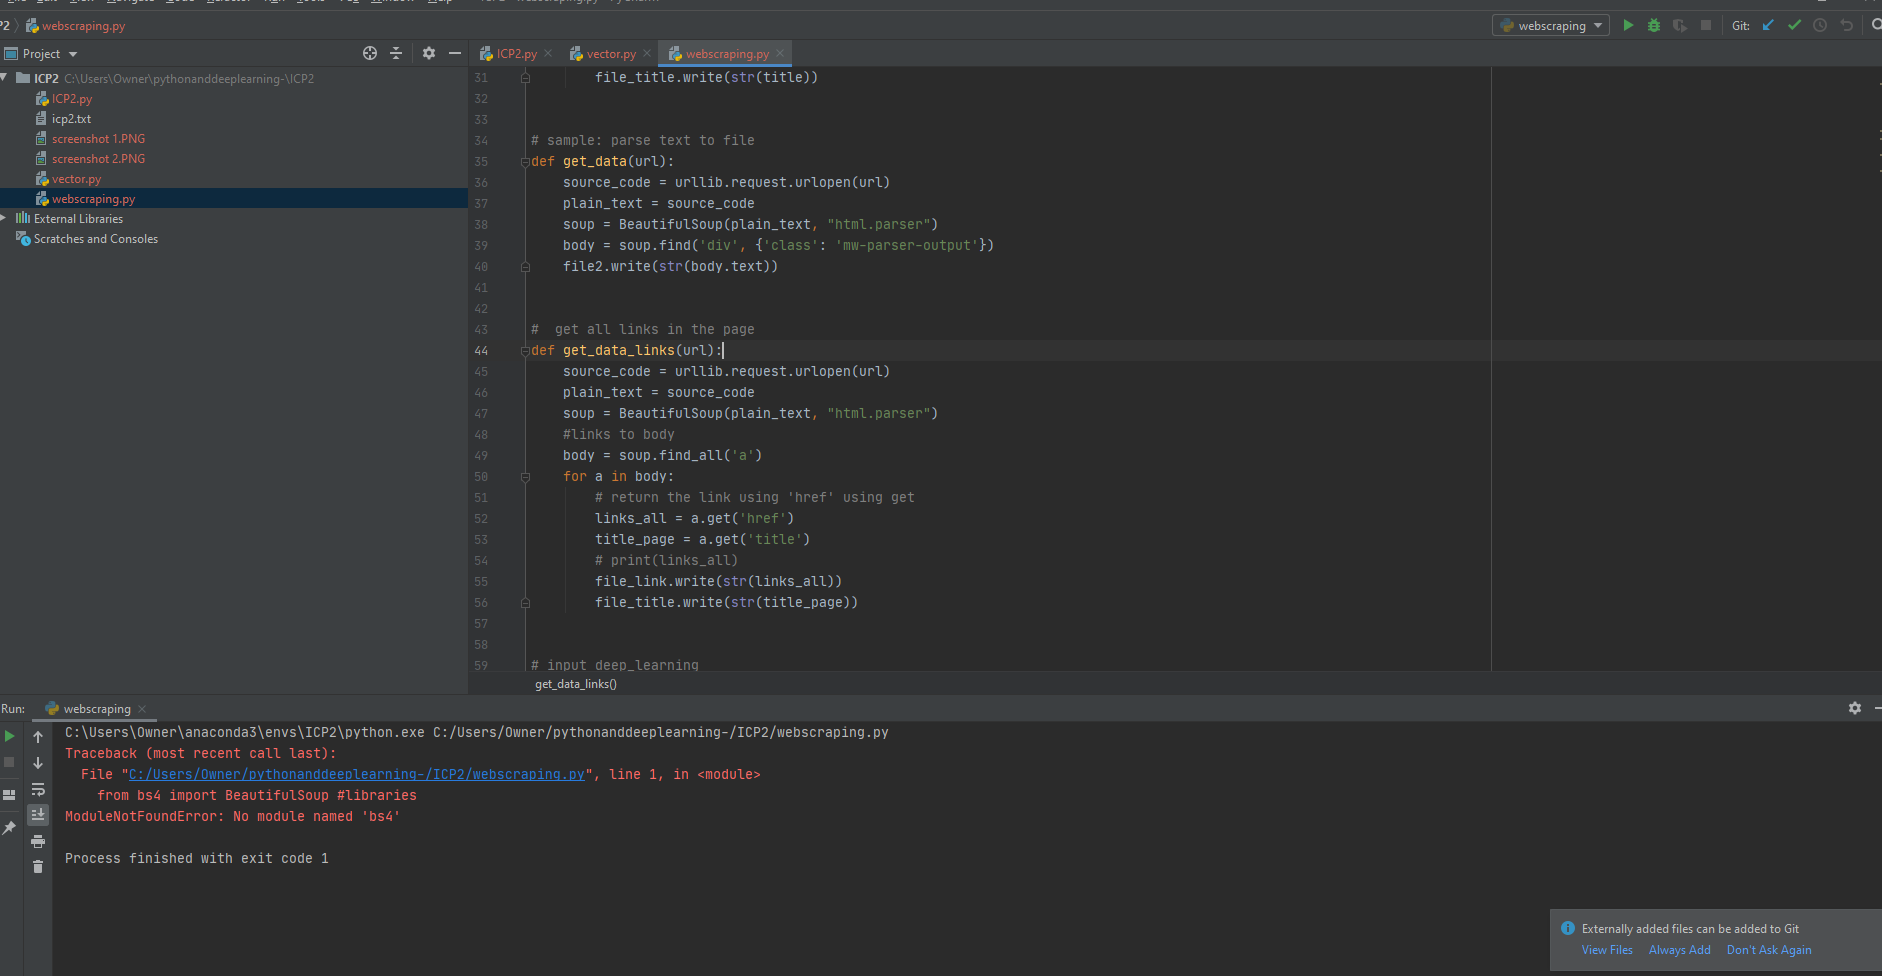 webscraping.py
webscraping
Git:
Project
ICP2.py
vector.py
webscraping.py
ICP2 C:\Users\Owner\pythonanddeeplearning-\ICP2
ICP2.py
icp2.txt
screenshot 1.PNG
screenshot 2.PNG
vector.py
webscraping.py
External Libraries
Scratches and Consoles
31 file_title.write(str(title))
32
33
34 # sample: parse text to file
35 def get_data(url):
36 source_code = urllib.request.urlopen(url)
37 plain_text = source_code
38 soup = BeautifulSoup(plain_text, "html.parser")
39 body = soup.find('div', {'class': 'mw-parser-output'})
40 file2.write(str(body.text))
41
42
43 #  get all links in the page
44 def get_data_links(url):
45 source_code = urllib.request.urlopen(url)
46 plain_text = source_code
47 soup = BeautifulSoup(plain_text, "html.parser")
48 #links to body
49 body = soup.find_all('a')
50 for a in body:
51 # return the link using 'href' using get
52 links_all = a.get('href')
53 title_page = a.get('title')
54 # print(links_all)
55 file_link.write(str(links_all))
56 file_title.write(str(title_page))
57
58
59 # input deep_learning
get_data_links()
Run: webscraping
C:\Users\Owner\anaconda3\envs\ICP2\python.exe C:/Users/Owner/pythonanddeeplearning-/ICP2/webscraping.py
Traceback (most recent call last):
File "C:/Users/Owner/pythonanddeeplearning-/ICP2/webscraping.py", line 1, in <module>
from bs4 import BeautifulSoup #libraries
ModuleNotFoundError: No module named 'bs4'
Process finished with exit code 1
Externally added files can be added to Git
View Files Always Add Don't Ask Again